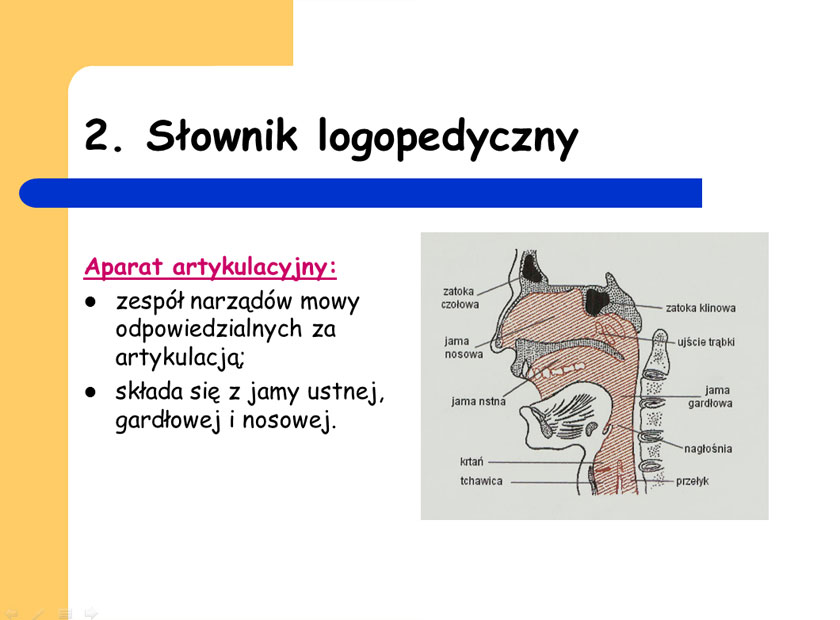 2. Słownik logopedyczny
Aparat artykulacyjny:
● zespół narządów mowy
odpowiedzialnych za
artykulację;
● składa się z jamy ustnej,
gardłowej i nosowej.
zatoka
czołowa
zatoka klinowa
jama
nosowa
ujście trąbki
jama nstna
jama
gardłowa
nagłośnia
krtań
tchawica
przełyk